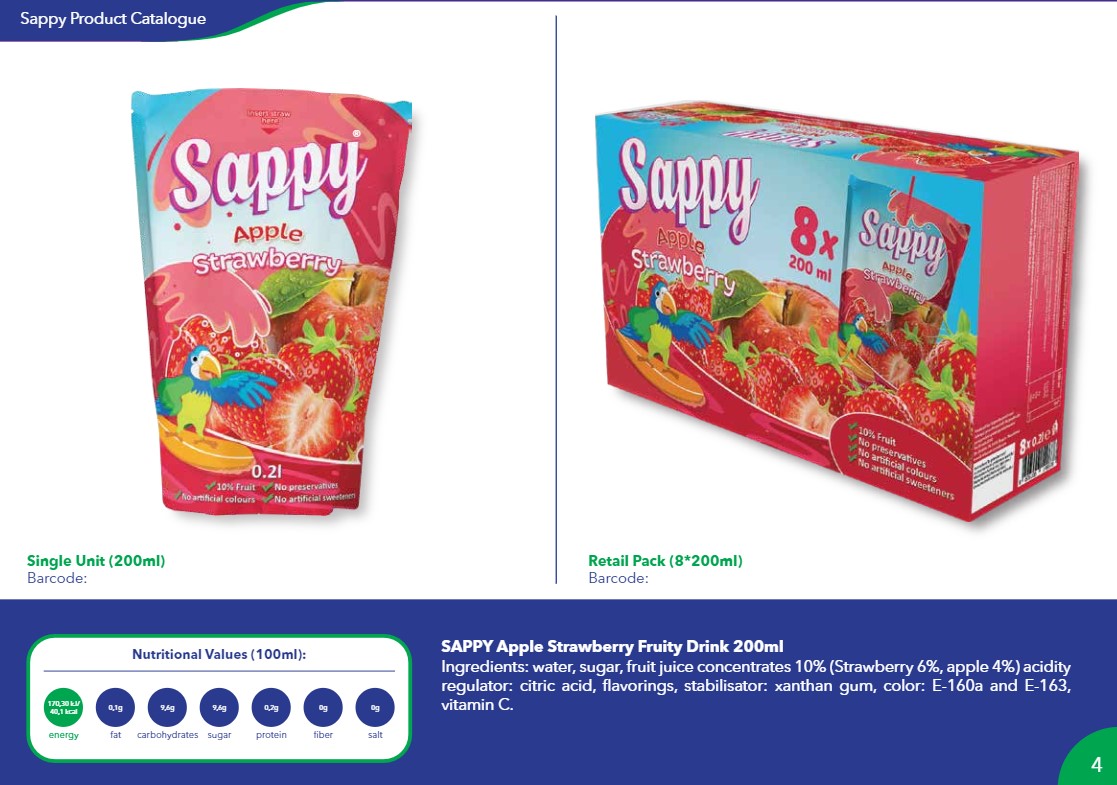 Sappy Product Catalogue
Insert straw
here
Sappy®
Apple
Strawberry
0.2l
✓10% Fruit ✓No preservatives
✓No artificial colours ✓No artificial sweeteners
Sappy
Sappy
Apple
Strawberry
8x
200 ml
Sappy
Apple
Strawberry
✓10% Fruit
✓No preservatives
✓No artificial colours
✓No artificial sweeteners
8 x 0.2l e
Single Unit (200ml)
Barcode:
Retail Pack (8*200ml)
Barcode:
Nutritional Values (100ml):
170,30 kJ/
40,1 kcal
0,1g 9,6g 9,6g 0,2g 0g 0g
energy fat carbohydrates sugar protein fiber salt
SAPPY Apple Strawberry Fruity Drink 200ml
Ingredients: water, sugar, fruit juice concentrates 10% (Strawberry 6%, apple 4%) acidity
regulator: citric acid, flavorings, stabilisator: xanthan gum, color: E-160a and E-163,
vitamin C.
4